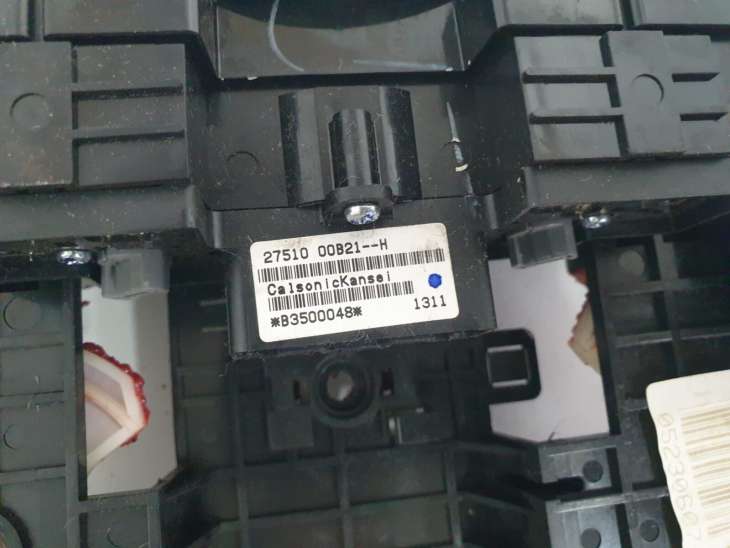 27510 00B21--H
CalsonicKansei
*B3500048*
1311